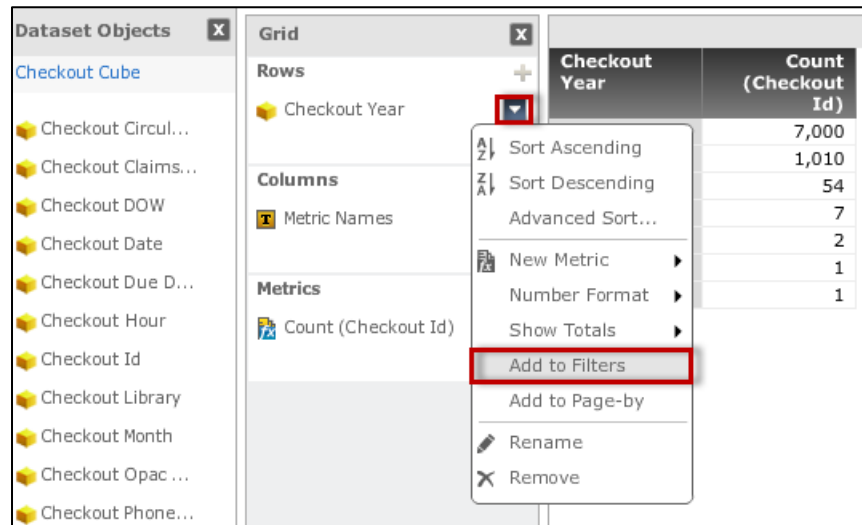 Dataset Objects
Checkout Cube
Checkout Circul...
Checkout Claims...
Checkout DOW
Checkout Date
Checkout Due D...
Checkout Hour
Checkout Id
Checkout Library
Checkout Month
Checkout Opac ...
Checkout Phone...
Grid
Rows
Checkout Year
Columns
Metric Names
Metrics
Count (Checkout Id)
Sort Ascending
Sort Descending
Advanced Sort...
New Metric
Number Format
Show Totals
Add to Filters
Add to Page-by
Rename
Remove
Checkout
Year
Count
(Checkout
Id)
7,000
1,010
54
7
2
1
1